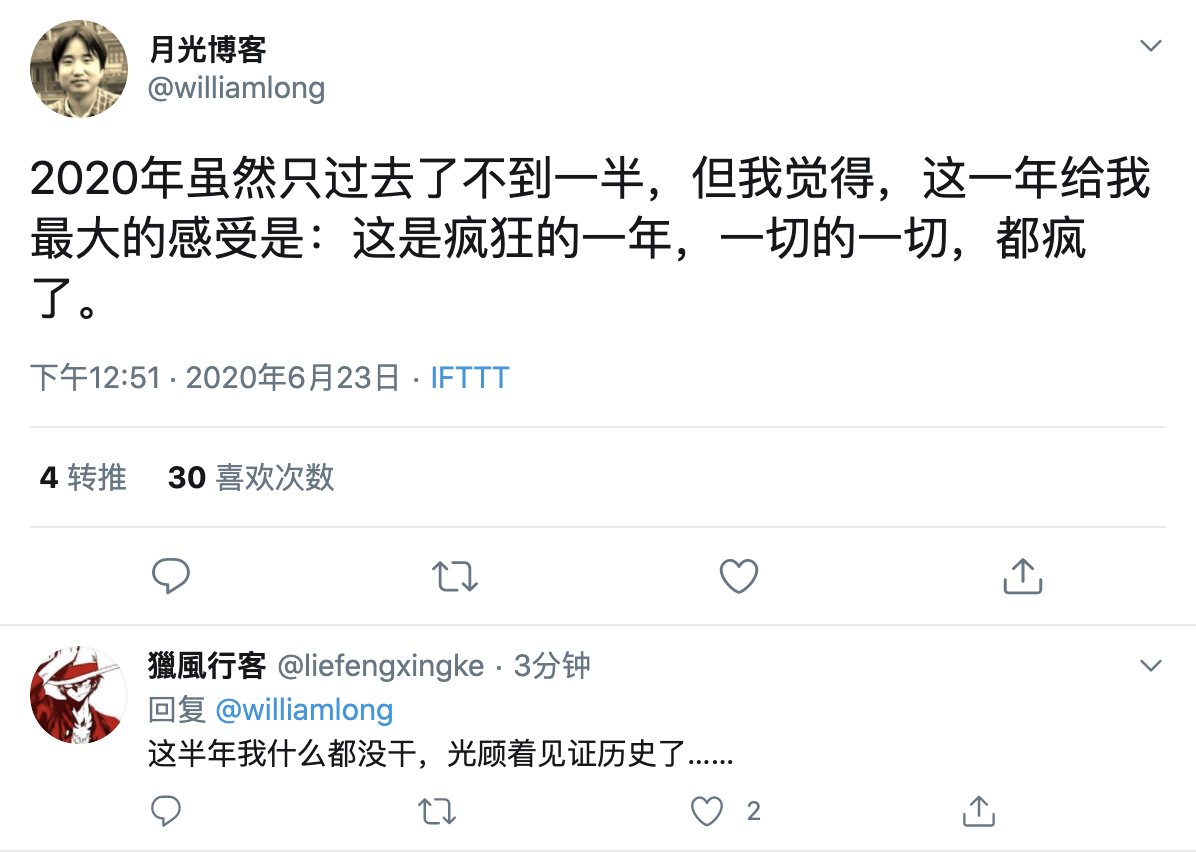 月光博客
@williamlong
2020年虽然只过去了不到一半，但我觉得，这一年给我
最大的感受是：这是疯狂的一年，一切的一切，都疯
了。
下午12:51 · 2020年6月23日 · IFTTT
4 转推 30 喜欢次数
獵風行客 @liefengxingke · 3分钟
回复 @williamlong
这半年我什么都没干，光顾着见证历史了......
2